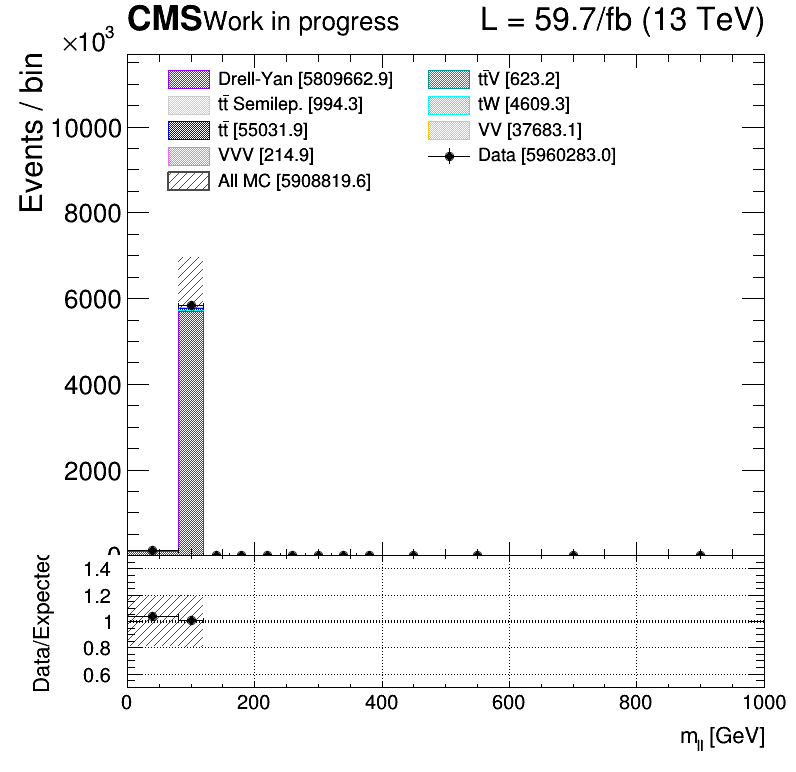 CMS Work in progress L = 59.7/fb (13 TeV)
×10³
Events / bin
Drell-Yan [5809662.9]
tt̄ Semilep. [994.3]
tt̄ [55031.9]
VVV [214.9]
All MC [5908819.6]
tt̄V [623.2]
tW [4609.3]
VV [37683.1]
Data [5960283.0]
10000
8000
6000
4000
2000
0
Data/Expected
1.4
1.2
1
0.8
0.6
0 200 400 600 800 1000
m_ll [GeV]